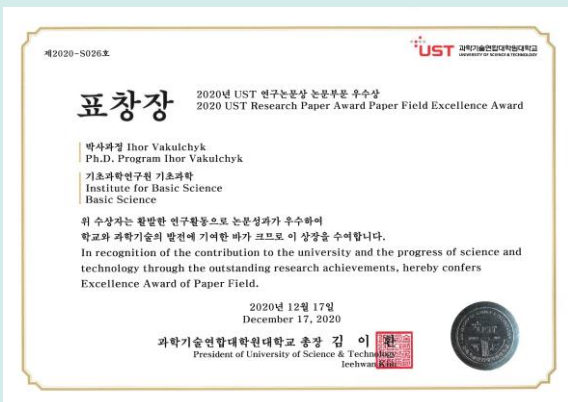 제2020-S026호
UST 과학기술연합대학원대학교
UNIVERSITY OF SCIENCE & TECHNOLOGY
표창장
2020년 UST 연구논문상 논문부문 우수상
2020 UST Research Paper Award Paper Field Excellence Award
박사과정 Ihor Vakulchyk
Ph.D. Program Ihor Vakulchyk
기초과학연구원 기초과학
Institute for Basic Science
Basic Science
위 수상자는 활발한 연구활동으로 논문성과가 우수하여
학교와 과학기술의 발전에 기여한 바가 크므로 이 상장을 수여합니다.
In recognition of the contribution to the university and the progress of science and
technology through the outstanding research achievements, hereby confers
Excellence Award of Paper Field.
2020년 12월 17일
December 17, 2020
과학기술연합대학원대학교 총장 김 이 환
President of University of Science & Technology
Ieehwan Kim
UST